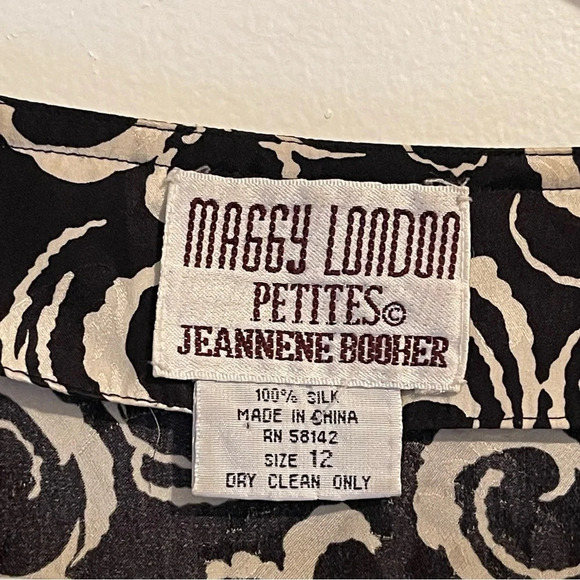 MAGGY LONDON
PETITES©
JEANNENE BOOHER
100% SILK
MADE IN CHINA
RN 58142
SIZE 12
DRY CLEAN ONLY